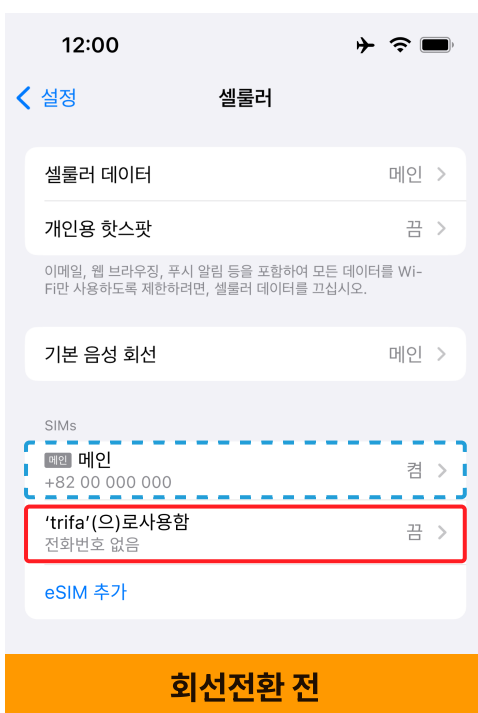 12:00
설정
셀룰러
셀룰러 데이터 메인
개인용 핫스팟 끔
이메일, 웹 브라우징, 푸시 알림 등을 포함하여 모든 데이터를 Wi-
Fi만 사용하도록 제한하려면, 셀룰러 데이터를 끄십시오.
기본 음성 회선 메인
SIMs
메인 메인 켬
+82 00 000 000
‘trifa’(으)로사용함 끔
전화번호 없음
eSIM 추가
회선전환 전